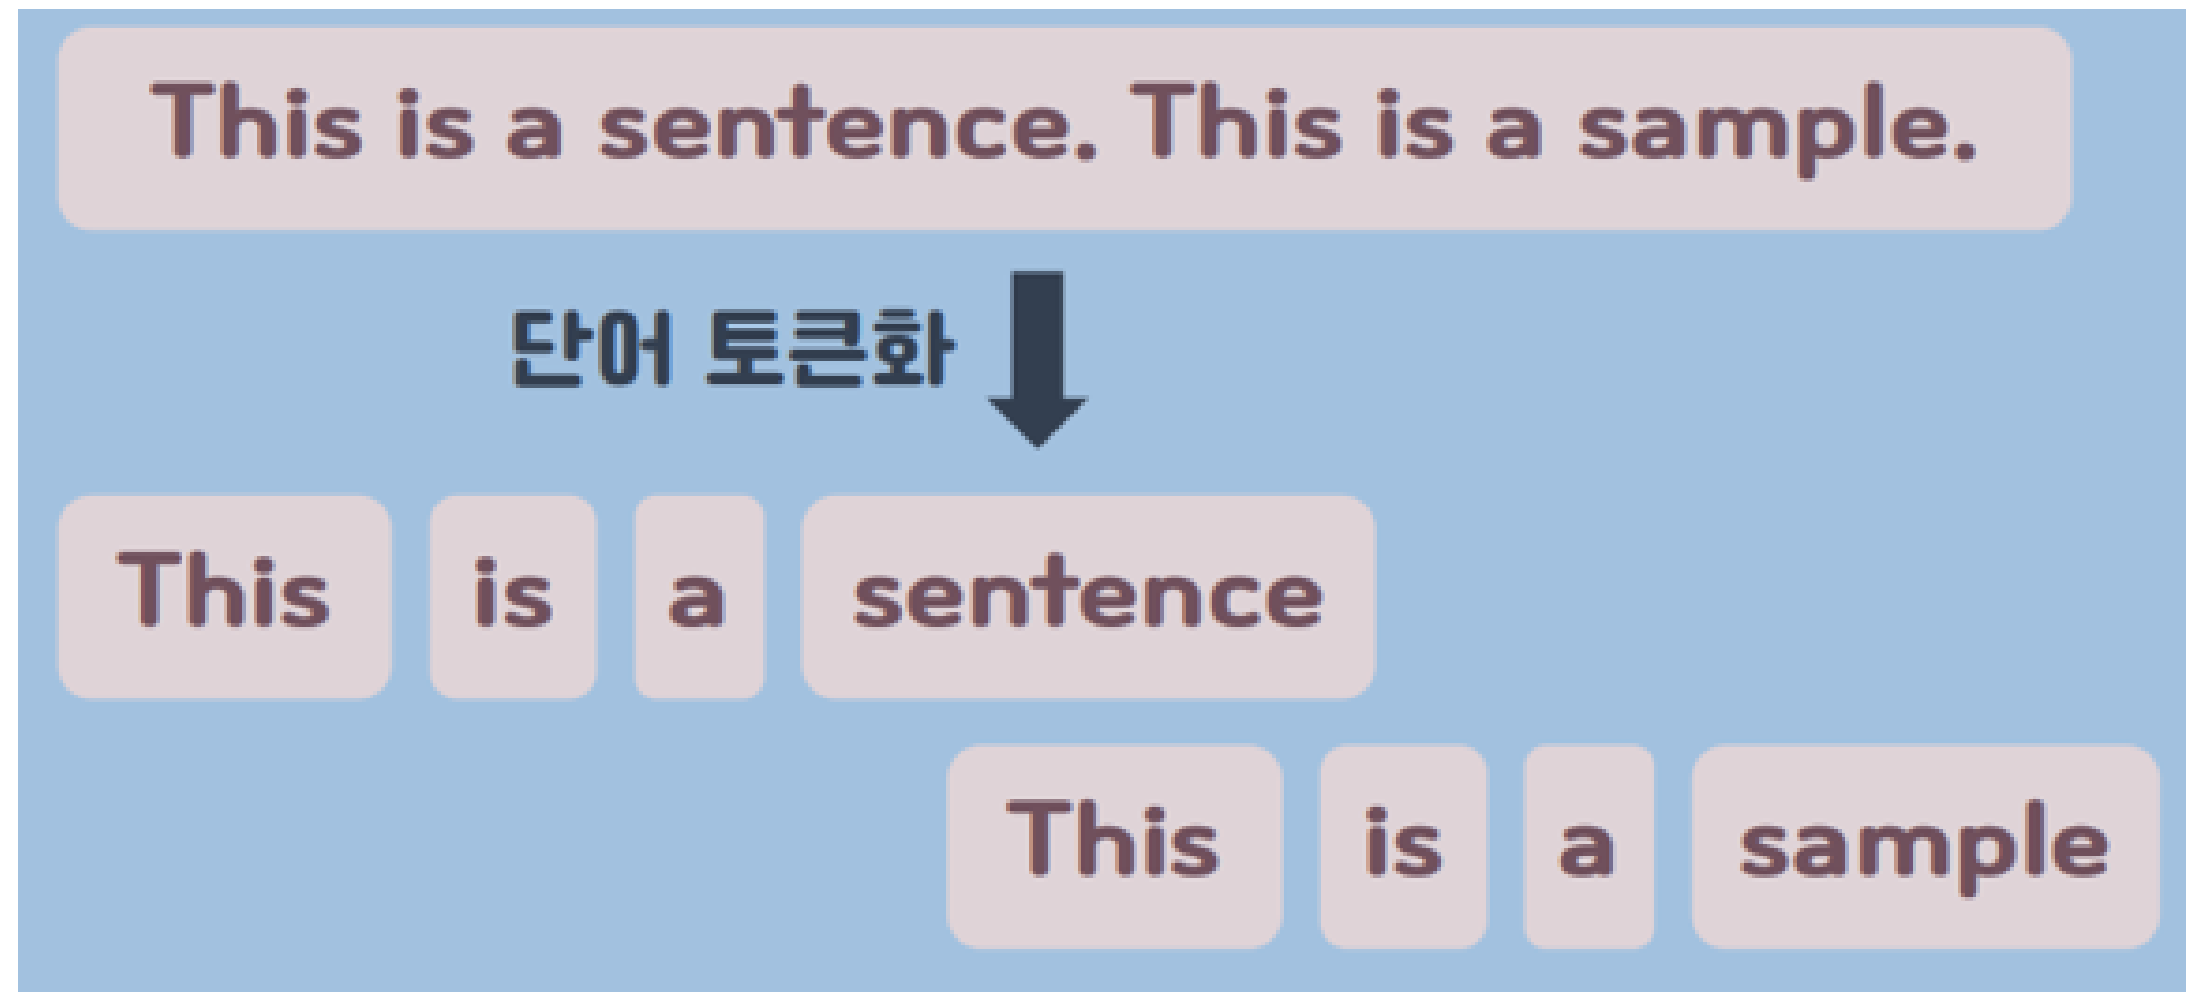 This is a sentence. This is a sample.
단어 토큰화
This is a sentence
This is a sample